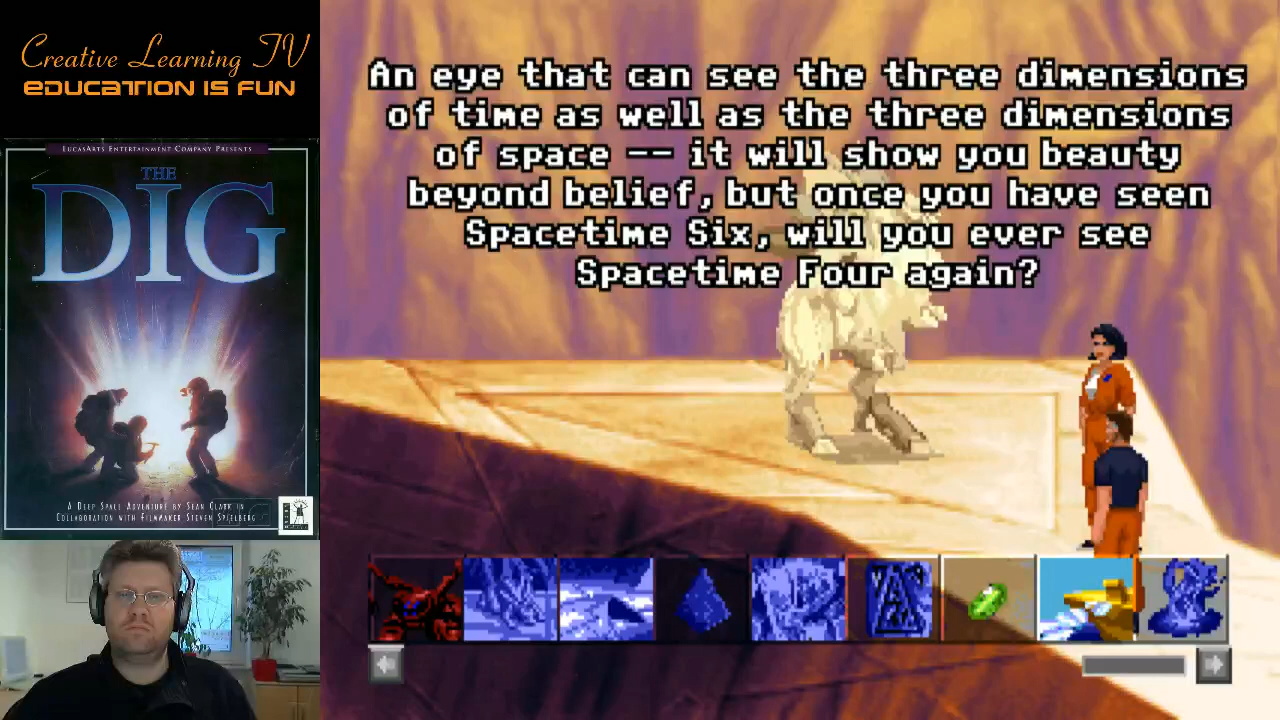 Creative Learning TV
EDUCATION IS FUN
LucasArts Entertainment Company Presents
THE
DIG
A Deep Space Adventure by Sean Clark in
Collaboration with Filmmaker Steven Spielberg
An eye that can see the three dimensions
of time as well as the three dimensions
of space -- it will show you beauty
beyond belief, but once you have seen
Spacetime Six, will you ever see
Spacetime Four again?